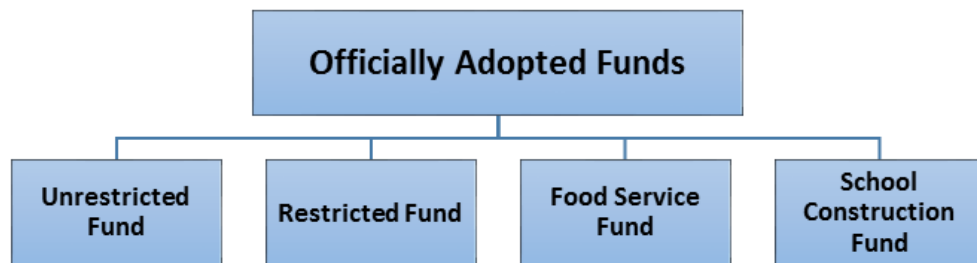 Officially Adopted Funds
Unrestricted
Fund
Restricted Fund
Food Service
Fund
School
Construction
Fund